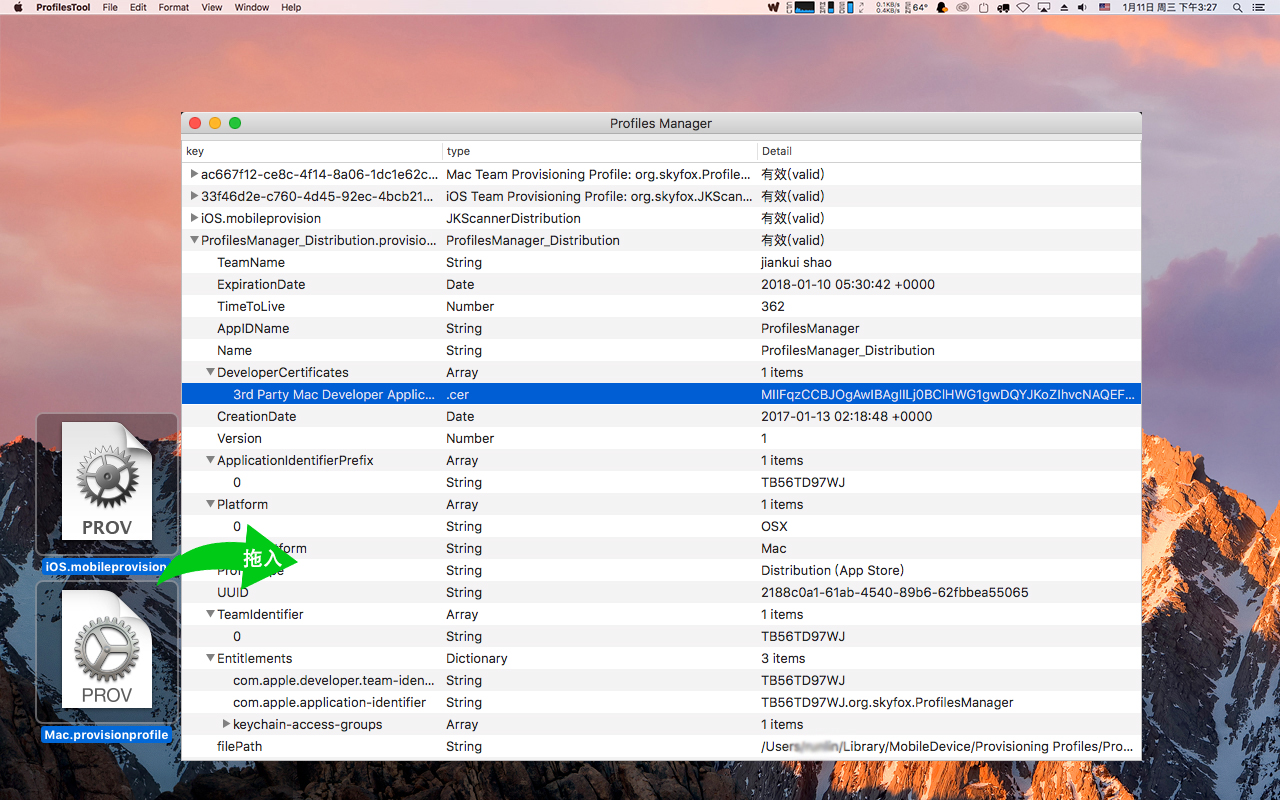 ProfilesTool File Edit Format View Window Help
0.1KB/s
0.4KB/s
64°
1月11日 周三 下午3:27
Profiles Manager
key type Detail
ac667f12-ce8c-4f14-8a06-1dc1e62c... Mac Team Provisioning Profile: org.skyfox.Profile... 有效(valid)
33f46d2e-c760-4d45-92ec-4bcb21... iOS Team Provisioning Profile: org.skyfox.JKScan... 有效(valid)
iOS.mobileprovision JKScannerDistribution 有效(valid)
ProfilesManager_Distribution.provisio... ProfilesManager_Distribution 有效(valid)
TeamName String jiankui shao
ExpirationDate Date 2018-01-10 05:30:42 +0000
TimeToLive Number 362
AppIDName String ProfilesManager
Name String ProfilesManager_Distribution
DeveloperCertificates Array 1 items
3rd Party Mac Developer Applic... .cer MIIFqzCCBJOgAwIBAgIILj0BClHWG1gwDQYJKoZIhvcNAQEF...
CreationDate Date 2017-01-13 02:18:48 +0000
Version Number 1
ApplicationIdentifierPrefix Array 1 items
0 String TB56TD97WJ
Platform Array 1 items
0 String OSX
form String Mac
String Distribution (App Store)
UUID String 2188c0a1-61ab-4540-89b6-62fbbea55065
TeamIdentifier Array 1 items
0 String TB56TD97WJ
Entitlements Dictionary 3 items
com.apple.developer.team-iden... String TB56TD97WJ
com.apple.application-identifier String TB56TD97WJ.org.skyfox.ProfilesManager
keychain-access-groups Array 1 items
filePath String /Users/ /Library/MobileDevice/Provisioning Profiles/Pro...
PROV
iOS.mobileprovision
拖入
PROV
Mac.provisionprofile